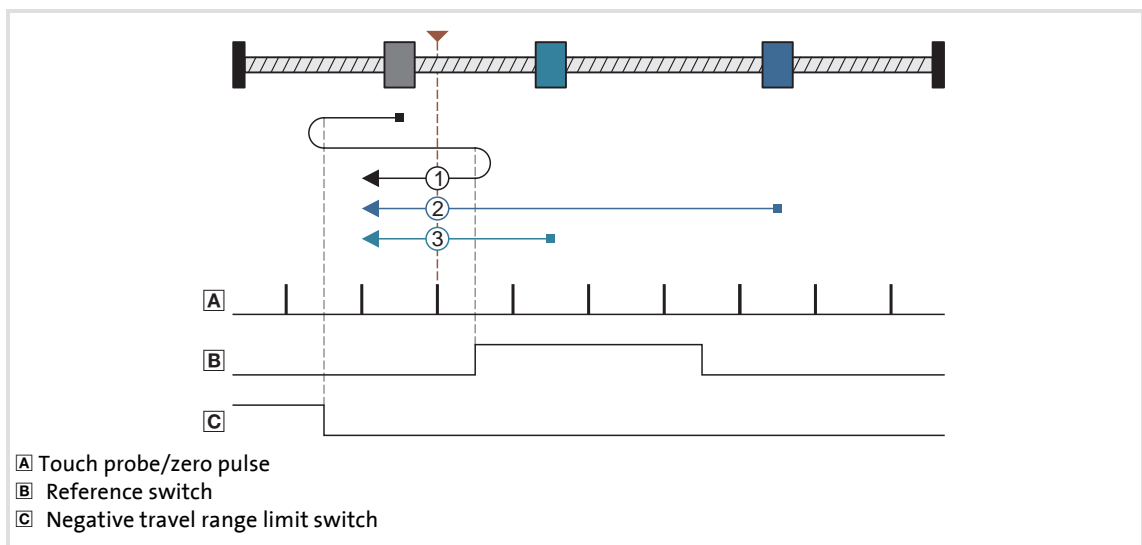 1
2
3
A
B
C
A Touch probe/zero pulse
B Reference switch
C Negative travel range limit switch